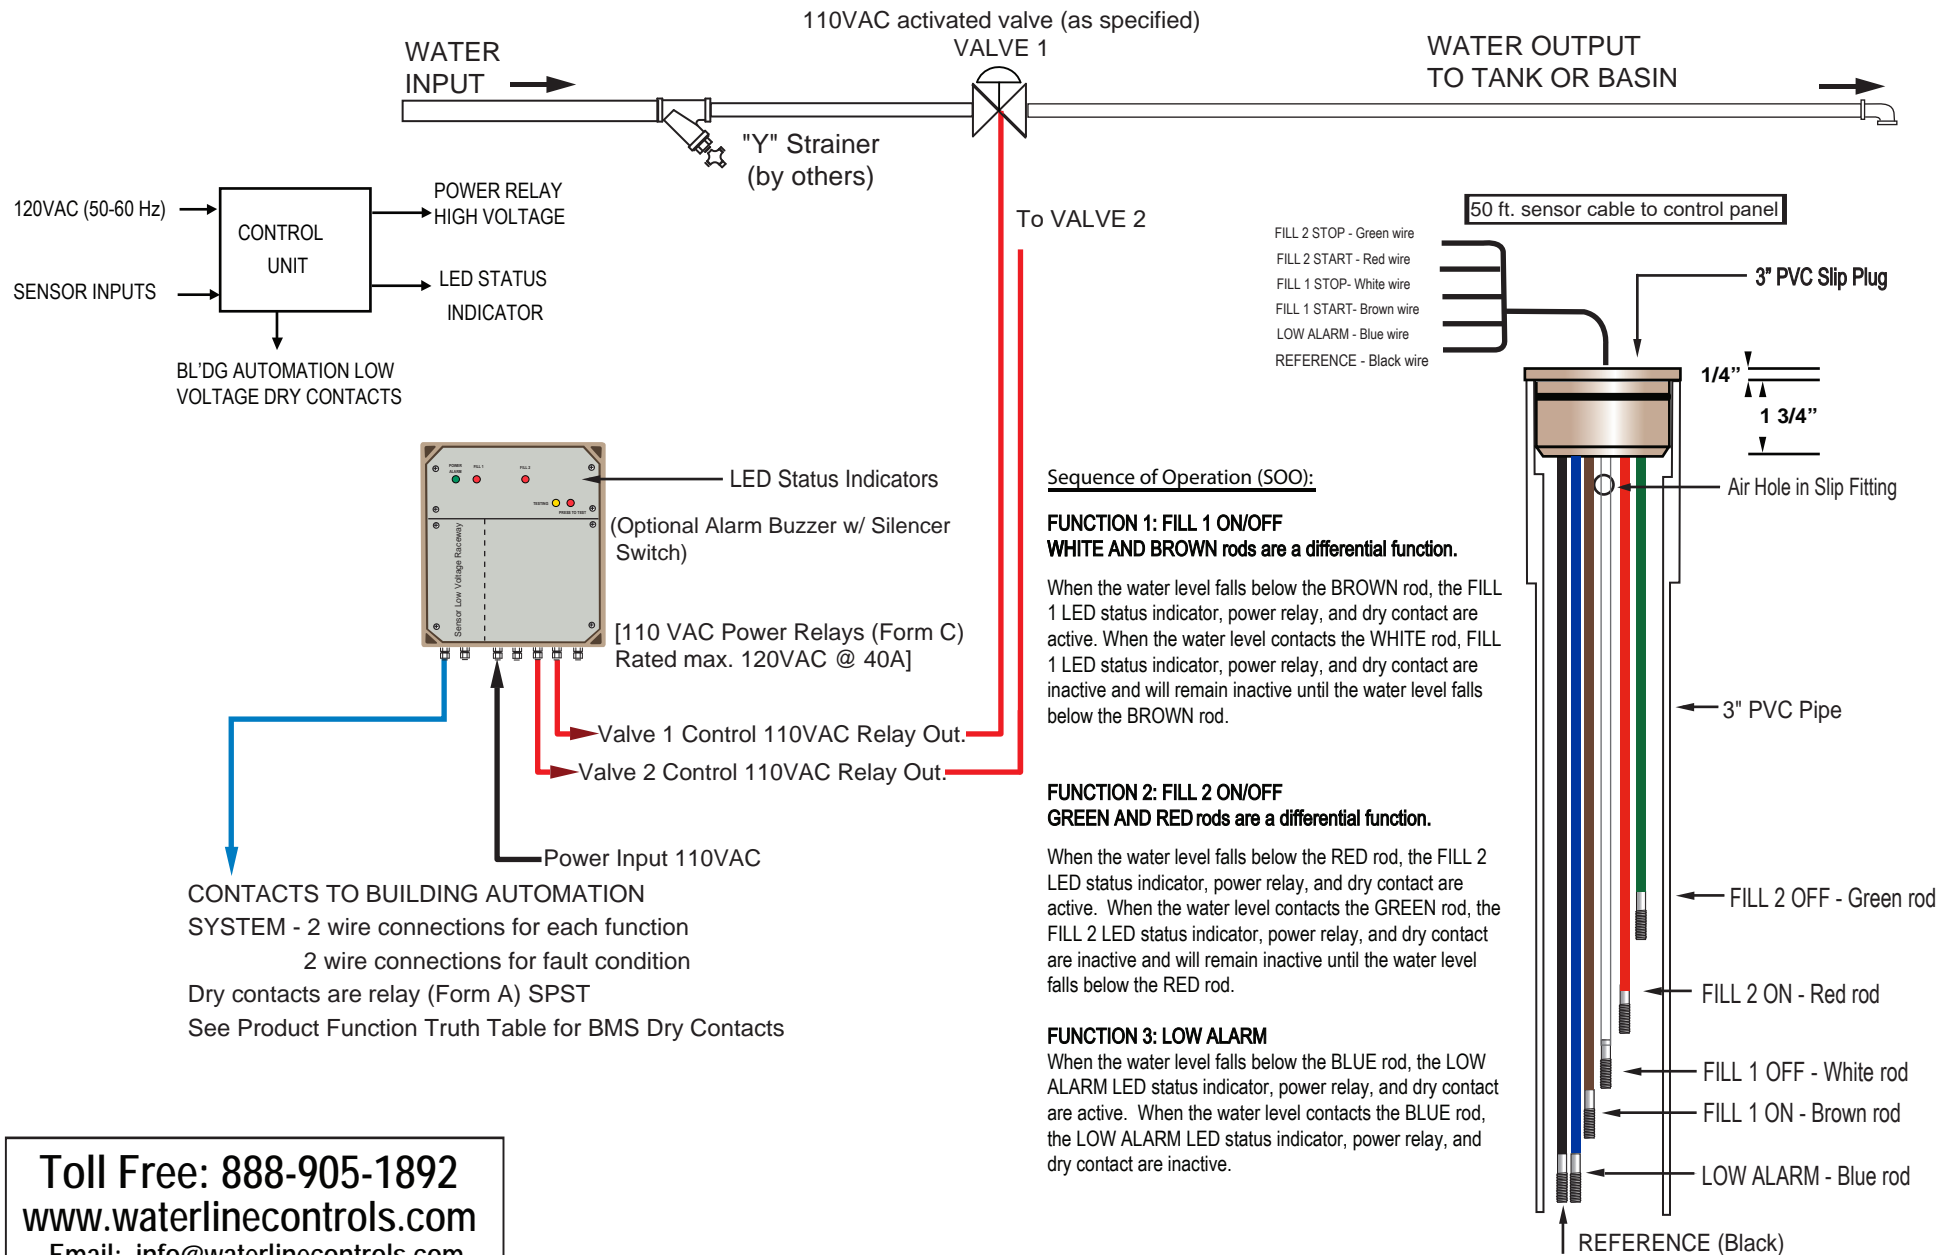 110VAC activated valve (as specified)
VALVE 1
WATER
INPUT
WATER OUTPUT
TO TANK OR BASIN
"Y" Strainer
(by others)
120VAC (50-60 Hz)
SENSOR INPUTS
CONTROL
UNIT
POWER RELAY
HIGH VOLTAGE
LED STATUS
INDICATOR
BL'DG AUTOMATION LOW
VOLTAGE DRY CONTACTS
To VALVE 2
50 ft. sensor cable to control panel
FILL 2 STOP - Green wire
FILL 2 START - Red wire
FILL 1 STOP- White wire
FILL 1 START- Brown wire
LOW ALARM - Blue wire
REFERENCE - Black wire
3” PVC Slip Plug
1/4”
1 3/4”
Air Hole in Slip Fitting
3" PVC Pipe
FILL 2 OFF - Green rod
FILL 2 ON - Red rod
FILL 1 OFF - White rod
FILL 1 ON - Brown rod
LOW ALARM - Blue rod
REFERENCE (Black)
POWER
ALARM
FILL 1
FILL 2
TESTING
PRESS TO TEST
Sensor Low Voltage Raceway
LED Status Indicators
(Optional Alarm Buzzer w/ Silencer
Switch)
[110 VAC Power Relays (Form C)
Rated max. 120VAC @ 40A]
Valve 1 Control 110VAC Relay Out.
Valve 2 Control 110VAC Relay Out.
Power Input 110VAC
CONTACTS TO BUILDING AUTOMATION
SYSTEM - 2 wire connections for each function
2 wire connections for fault condition
Dry contacts are relay (Form A) SPST
See Product Function Truth Table for BMS Dry Contacts
Sequence of Operation (SOO):
FUNCTION 1: FILL 1 ON/OFF
WHITE AND BROWN rods are a differential function.
When the water level falls below the BROWN rod, the FILL
1 LED status indicator, power relay, and dry contact are
active. When the water level contacts the WHITE rod, FILL
1 LED status indicator, power relay, and dry contact are
inactive and will remain inactive until the water level falls
below the BROWN rod.
FUNCTION 2: FILL 2 ON/OFF
GREEN AND RED rods are a differential function.
When the water level falls below the RED rod, the FILL 2
LED status indicator, power relay, and dry contact are
active. When the water level contacts the GREEN rod, the
FILL 2 LED status indicator, power relay, and dry contact
are inactive and will remain inactive until the water level
falls below the RED rod.
FUNCTION 3: LOW ALARM
When the water level falls below the BLUE rod, the LOW
ALARM LED status indicator, power relay, and dry contact
are active. When the water level contacts the BLUE rod,
the LOW ALARM LED status indicator, power relay, and
dry contact are inactive.
Toll Free: 888-905-1892
www.waterlinecontrols.com
Email: info@waterlinecontrols.com